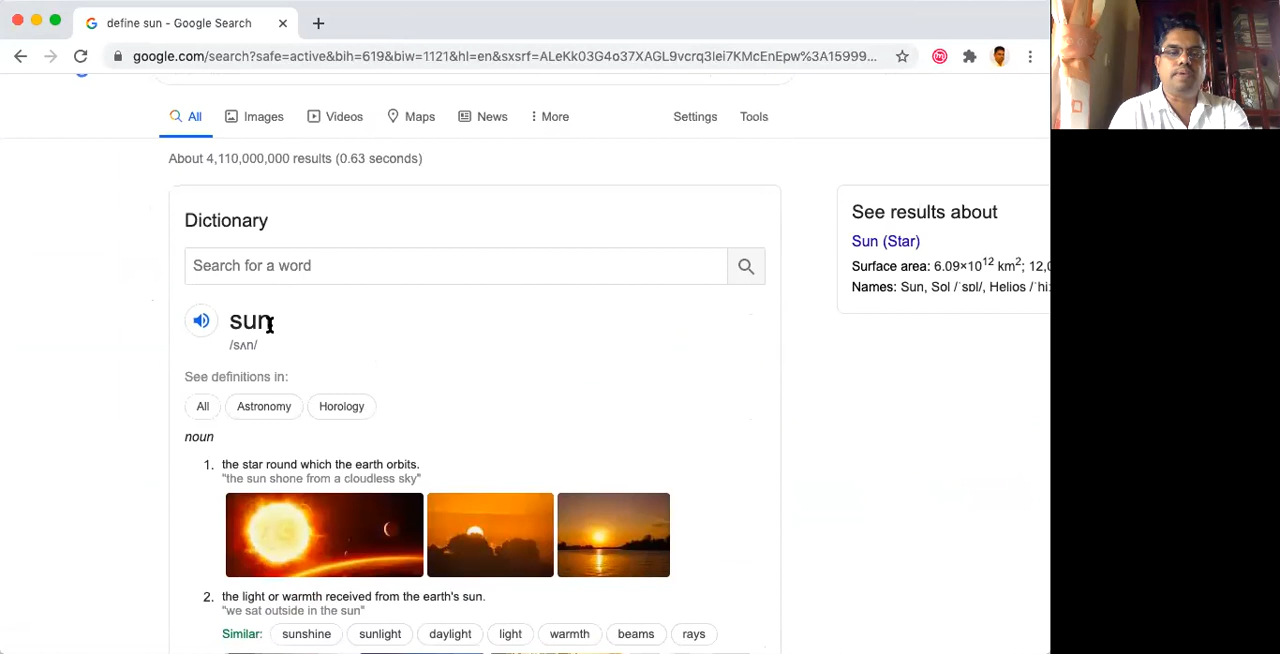 define sun - Google Search
google.com/search?safe=active&bih=619&biw=1121&hl=en&sxsrf=ALeKk03G4o37XAGL9vcrq3Iei7KMcEnEpw%3A15999...
All Images Videos Maps News More Settings Tools
About 4,110,000,000 results (0.63 seconds)
Dictionary
Search for a word
sun
/sʌn/
See definitions in:
All Astronomy Horology
noun
1. the star round which the earth orbits.
"the sun shone from a cloudless sky"
2. the light or warmth received from the earth's sun.
"we sat outside in the sun"
Similar: sunshine sunlight daylight light warmth beams rays
See results about
Sun (Star)
Surface area: 6.09×10¹² km²; 12,0
Names: Sun, Sol /ˈsɒl/, Helios /ˈhiː